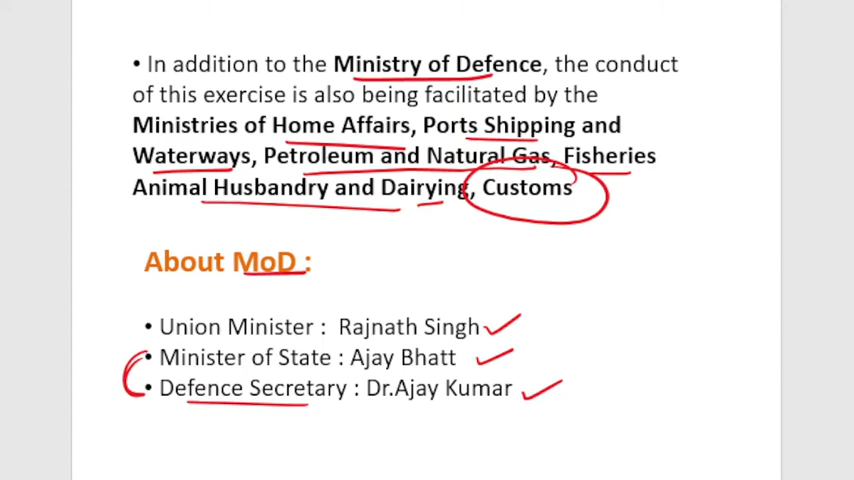 • In addition to the Ministry of Defence, the conduct
of this exercise is also being facilitated by the
Ministries of Home Affairs, Ports Shipping and
Waterways, Petroleum and Natural Gas, Fisheries
Animal Husbandry and Dairying, Customs
About MoD :
• Union Minister : Rajnath Singh
• Minister of State : Ajay Bhatt
• Defence Secretary : Dr.Ajay Kumar